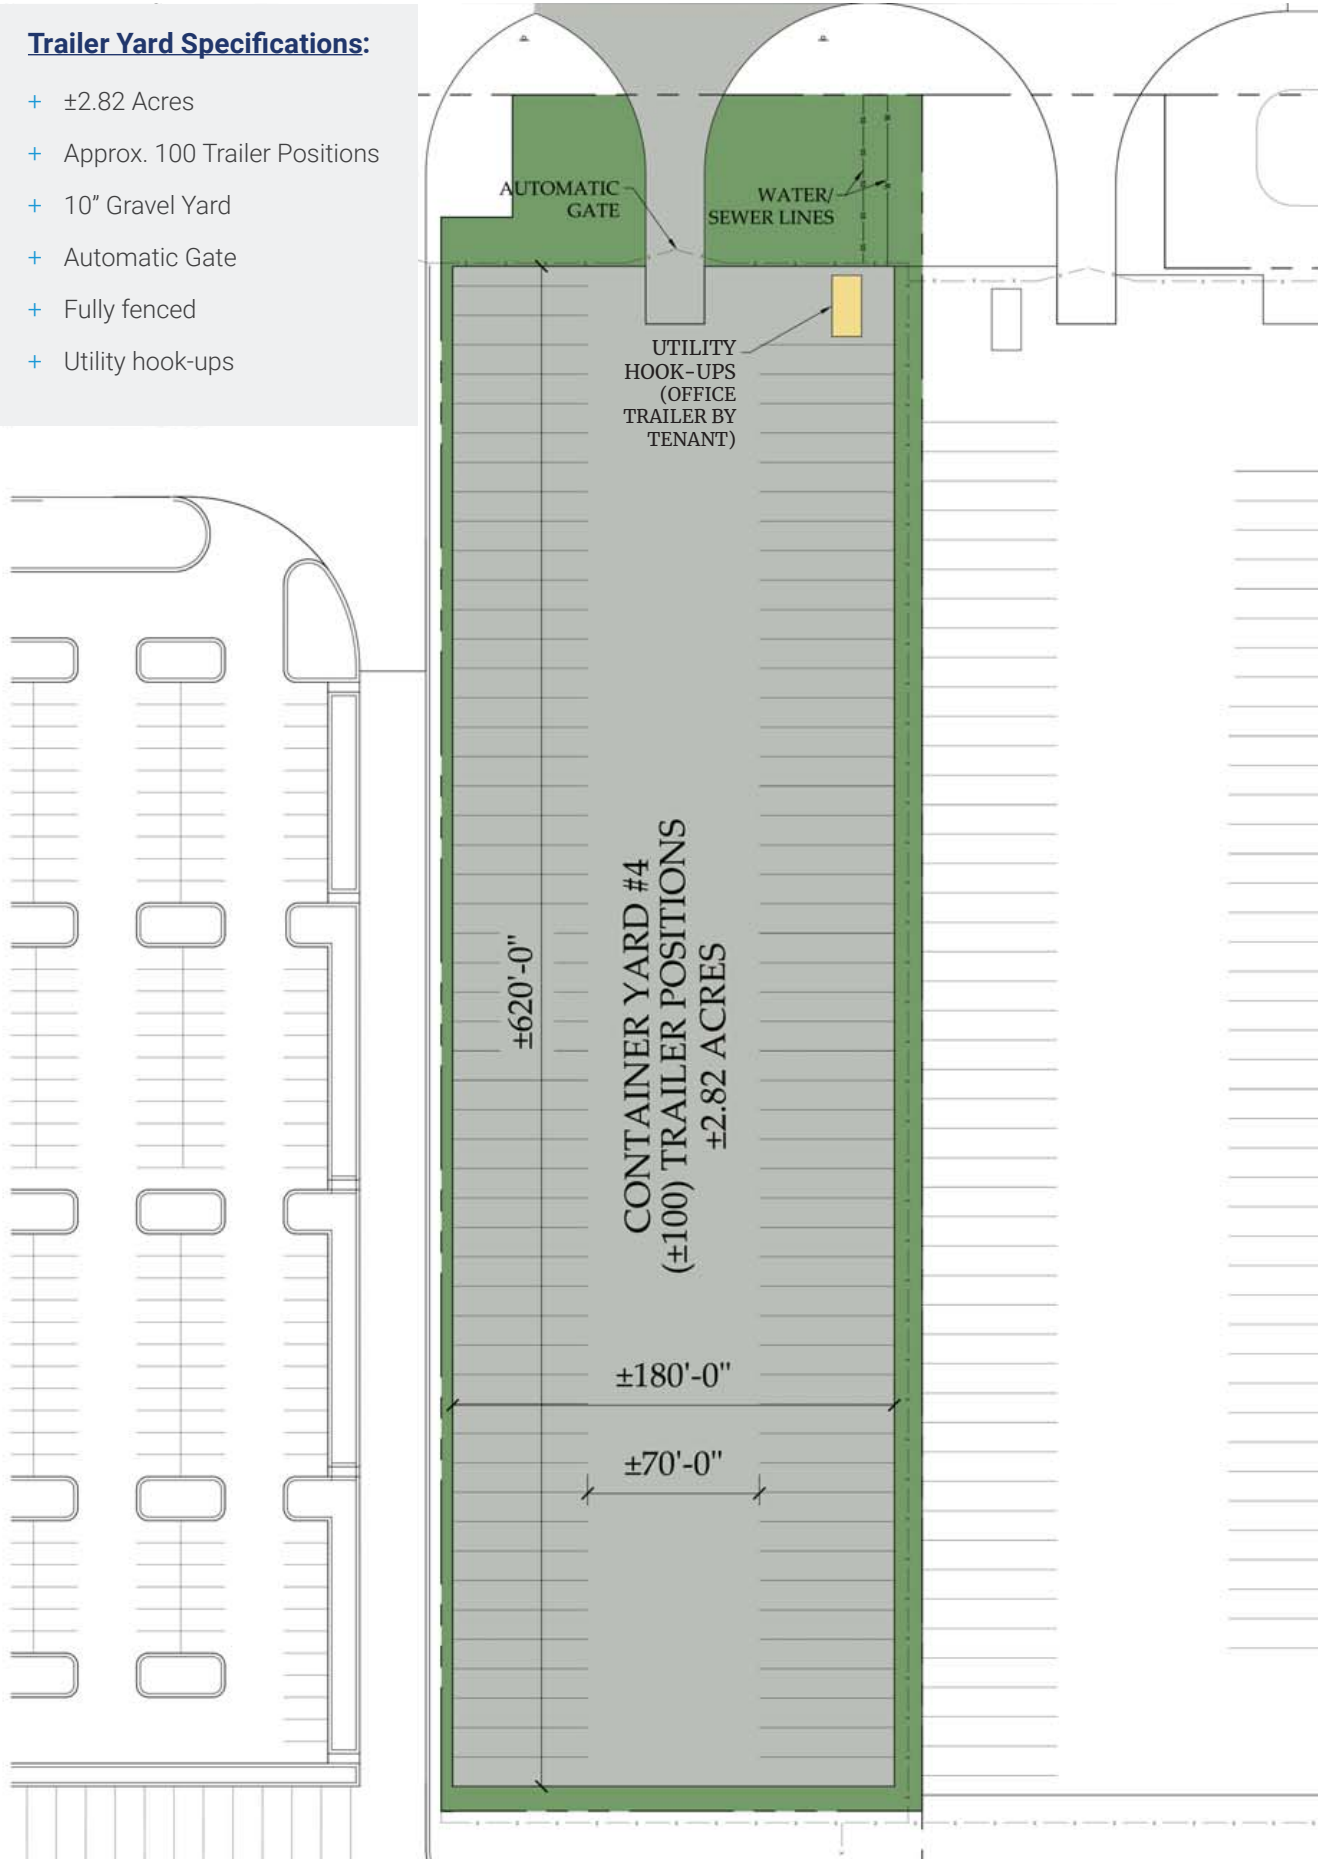 Trailer Yard Specifications:
+ ±2.82 Acres
+ Approx. 100 Trailer Positions
+ 10” Gravel Yard
+ Automatic Gate
+ Fully fenced
+ Utility hook-ups
AUTOMATIC
GATE
WATER/
SEWER LINES
UTILITY
HOOK-UPS
(OFFICE
TRAILER BY
TENANT)
±620'-0"
CONTAINER YARD #4
(±100) TRAILER POSITIONS
±2.82 ACRES
±180'-0"
±70'-0"